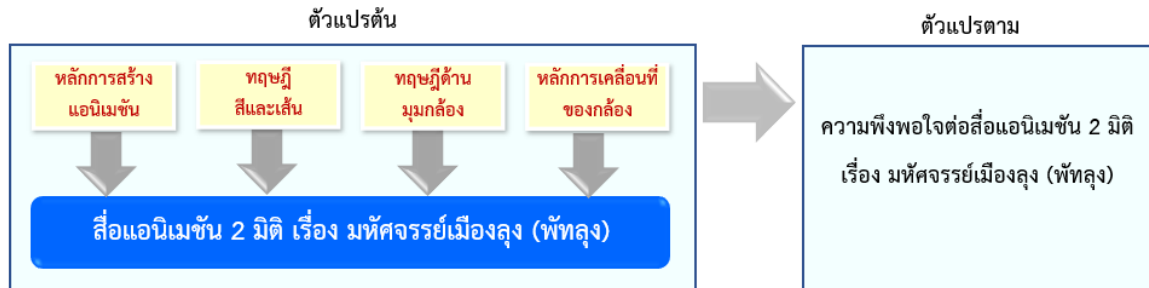 ตัวแปรต้น
ตัวแปรตาม
หลักการสร้าง
แอนิเมชัน
ทฤษฎี
สีและเส้น
ทฤษฎีด้าน
มุมกล้อง
หลักการเคลื่อนที่
ของกล้อง
สื่อแอนิเมชัน 2 มิติ เรื่อง มหัศจรรย์เมืองลุง (พัทลุง)
ความพึงพอใจต่อสื่อแอนิเมชัน 2 มิติ
เรื่อง มหัศจรรย์เมืองลุง (พัทลุง)